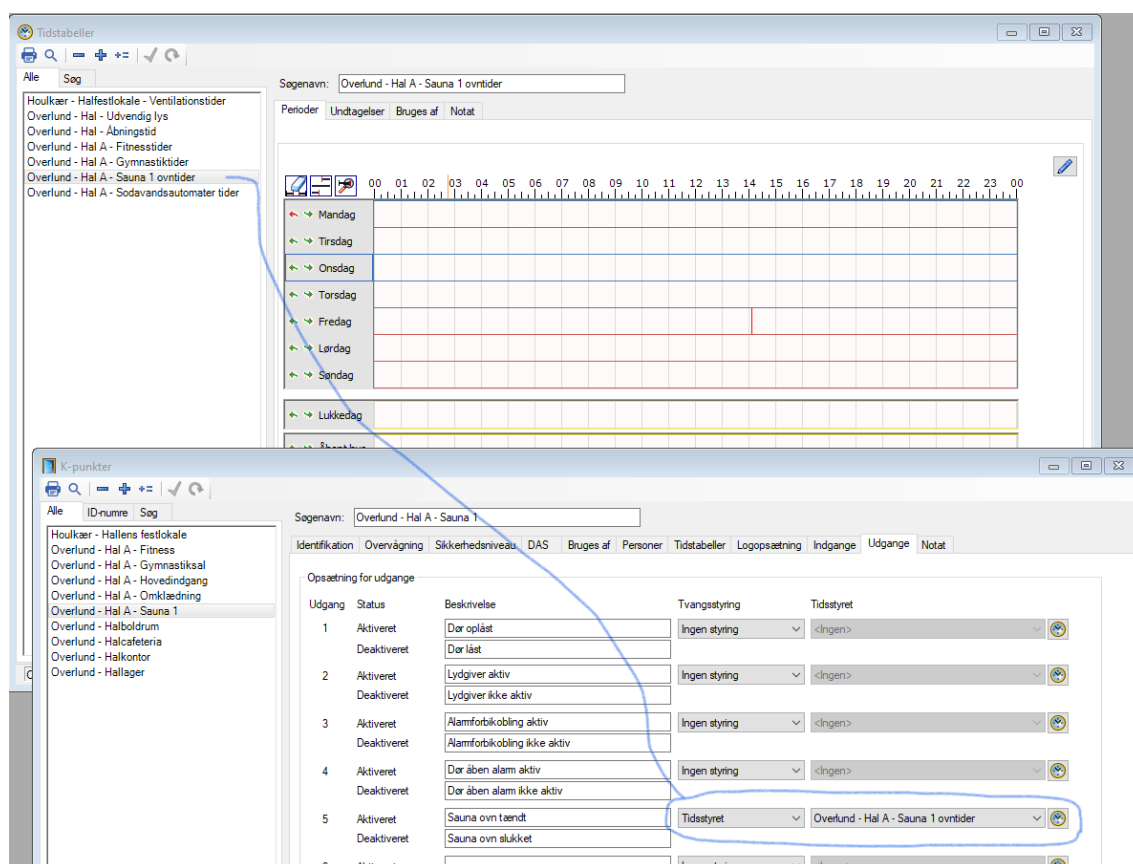 Tidstabeller
Alle Søg
Houlkær - Halfestlokale - Ventilationstider
Overlund - Hal - Udvendig lys
Overlund - Hal - Åbningstid
Overlund - Hal A - Fitnesstider
Overlund - Hal A - Gymnastiktider
Overlund - Hal A - Sauna 1 ovntider
Overlund - Hal A - Sodavandsautomater tider
Søgenavn: Overlund - Hal A - Sauna 1 ovntider
Perioder Undtagelser Bruges af Notat
00 01 02 03 04 05 06 07 08 09 10 11 12 13 14 15 16 17 18 19 20 21 22 23 00
Mandag
Tirsdag
Onsdag
Torsdag
Fredag
Lørdag
Søndag
Lukkedag
K-punkter
Alle ID-numre Søg
Houlkær - Hallens festlokale
Overlund - Hal A - Fitness
Overlund - Hal A - Gymnastiksal
Overlund - Hal A - Hovedindgang
Overlund - Hal A - Omklædning
Overlund - Hal A - Sauna 1
Overlund - Halboldrum
Overlund - Halcafeteria
Overlund - Halkontor
Overlund - Hallager
Søgenavn: Overlund - Hal A - Sauna 1
Identifikation Overvågning Sikkerhedsniveau DAS Bruges af Personer Tidstabeller Logopsætning Indgange Udgange Notat
Opsætning for udgange
Udgang Status Beskrivelse Tvangsstyring Tidsstyret
1 Aktiveret Dør oplåst Ingen styring <Ingen>
Deaktiveret Dør låst
2 Aktiveret Lydgiver aktiv Ingen styring <Ingen>
Deaktiveret Lydgiver ikke aktiv
3 Aktiveret Alarmforbikobling aktiv Ingen styring <Ingen>
Deaktiveret Alarmforbikobling ikke aktiv
4 Aktiveret Dør åben alarm aktiv Ingen styring <Ingen>
Deaktiveret Dør åben alarm ikke aktiv
5 Aktiveret Sauna ovn tændt Tidsstyret Overlund - Hal A - Sauna 1 ovntider
Deaktiveret Sauna ovn slukket